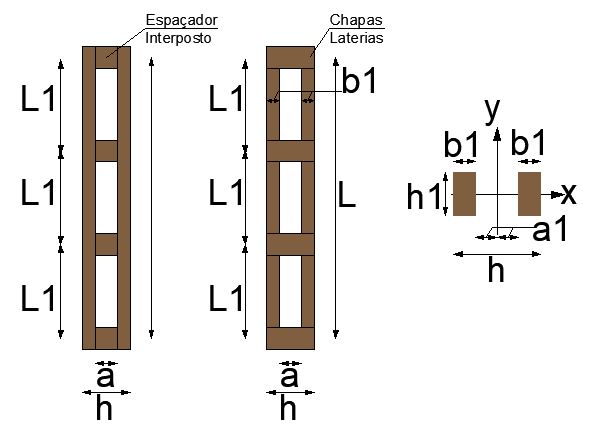 Espaçador
Interposto
Chapas
Laterias
L1
L1
L1
a
h
L1
L1
L1
b1
L
a
h
y
b1
b1
h1
x
a1
h